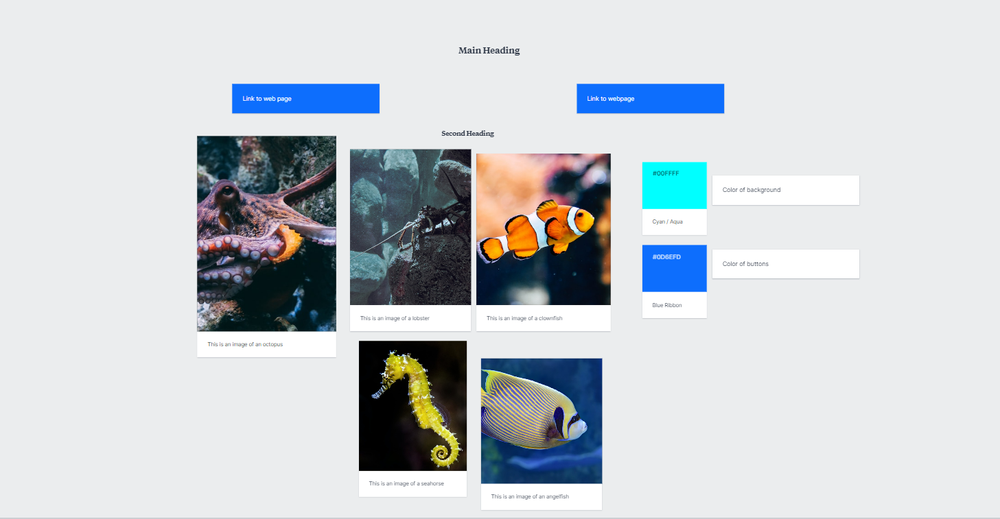 Main Heading
Link to web page
Link to webpage
Second Heading
#00FFFF
Color of background
Cyan / Aqua
#0D6EFD
Color of buttons
Blue Ribbon
This is an image of a lobster
This is an image of a clownfish
This is an image of an octopus
This is an image of a seahorse
This is an image of an angelfish